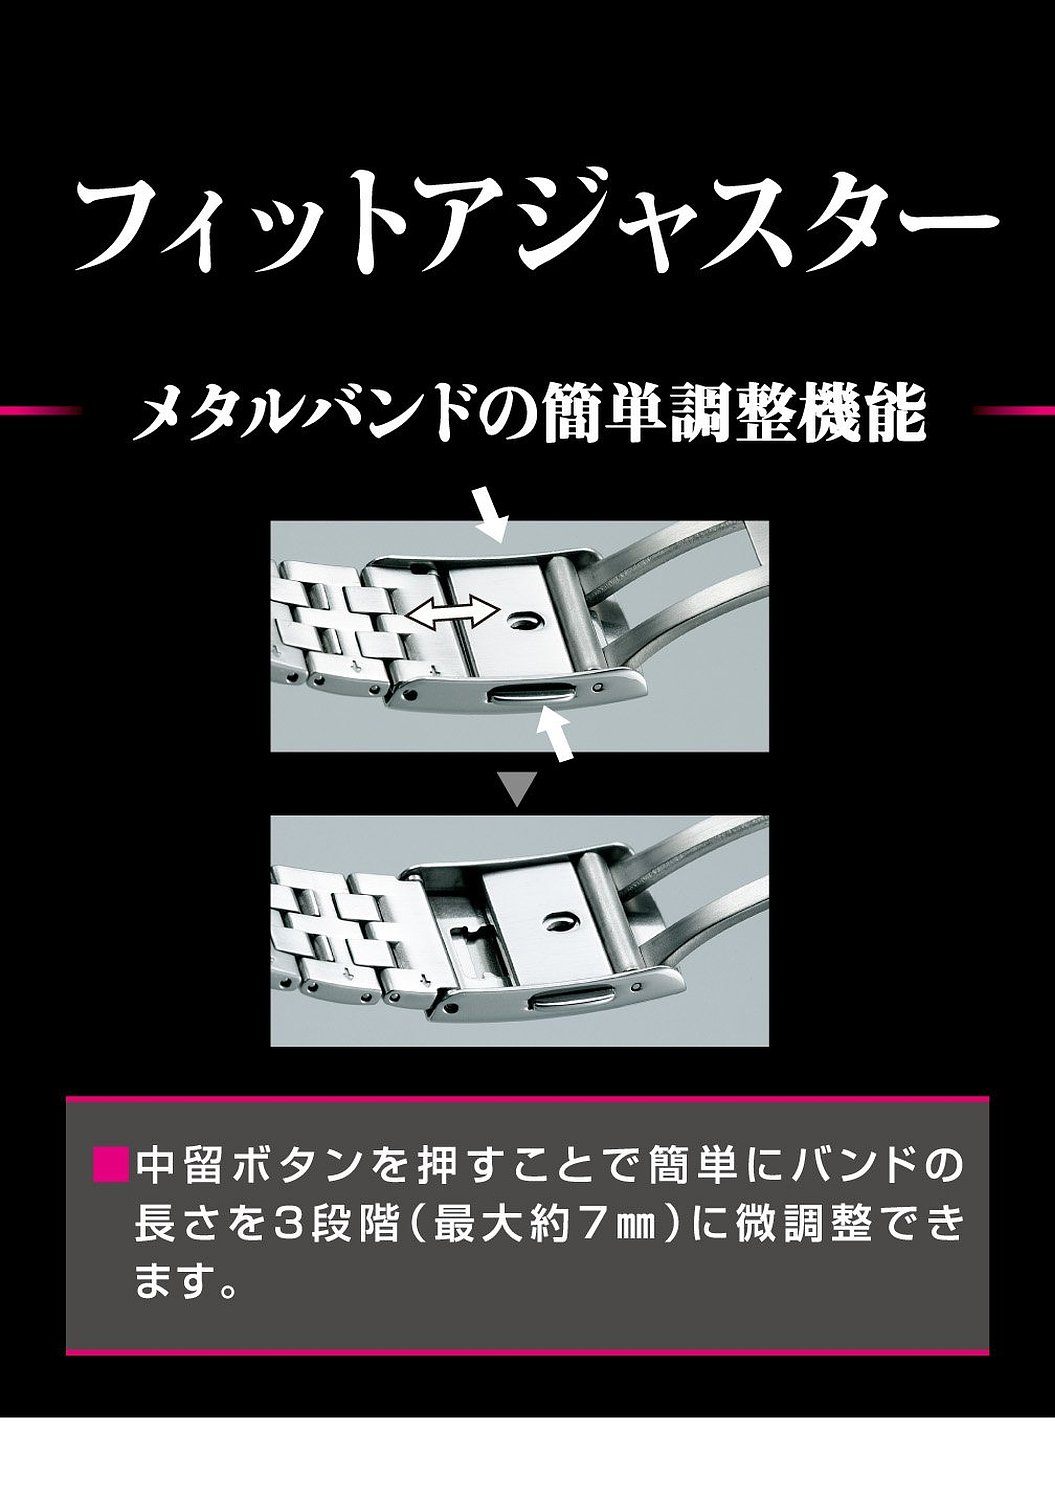 フィットアジャスター
メタルバンドの簡単調整機能
■中留ボタンを押すことで簡単にバンドの
長さを3段階(最大約7㎜)に微調整でき
ます。